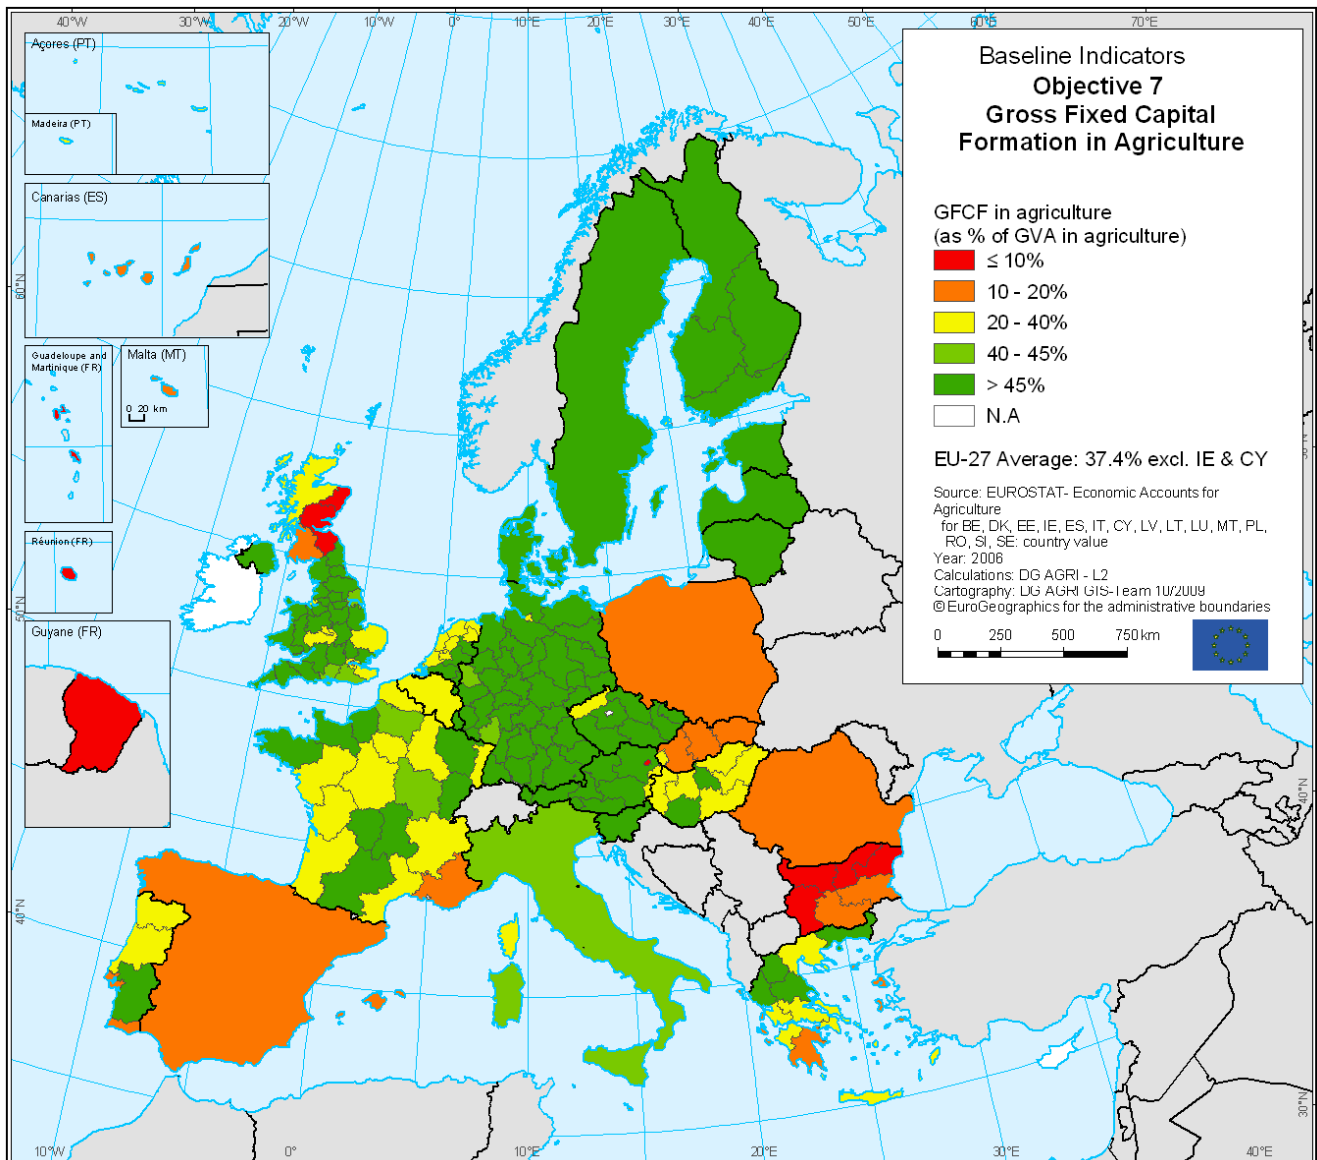 40°W
30°W
20°W
10°W
0°
10°E
20°E
30°E
40°E
50°E
60°E
70°E
Açores (PT)
Madeira (PT)
Canarias (ES)
Guadeloupe and
Martinique (FR)
Malta (MT)
0 20 km
Réunion (FR)
Guyane (FR)
Baseline Indicators
Objective 7
Gross Fixed Capital
Formation in Agriculture
GFCF in agriculture
(as % of GVA in agriculture)
≤ 10%
10 - 20%
20 - 40%
40 - 45%
> 45%
N.A
EU-27 Average: 37.4% excl. IE & CY
Source: EUROSTAT- Economic Accounts for
Agriculture
for BE, DK, EE, IE, ES, IT, CY, LV, LT, LU, MT, PL,
RO, SI, SE: country value
Year: 2006
Calculations: DG AGRI - L2
Cartography: DG AGRI GIS-Team 10/2009
© EuroGeographics for the administrative boundaries
0 250 500 750 km
60°N
50°N
40°N
40°N
30°N
10°W
0°
10°E
20°E
30°E
40°E